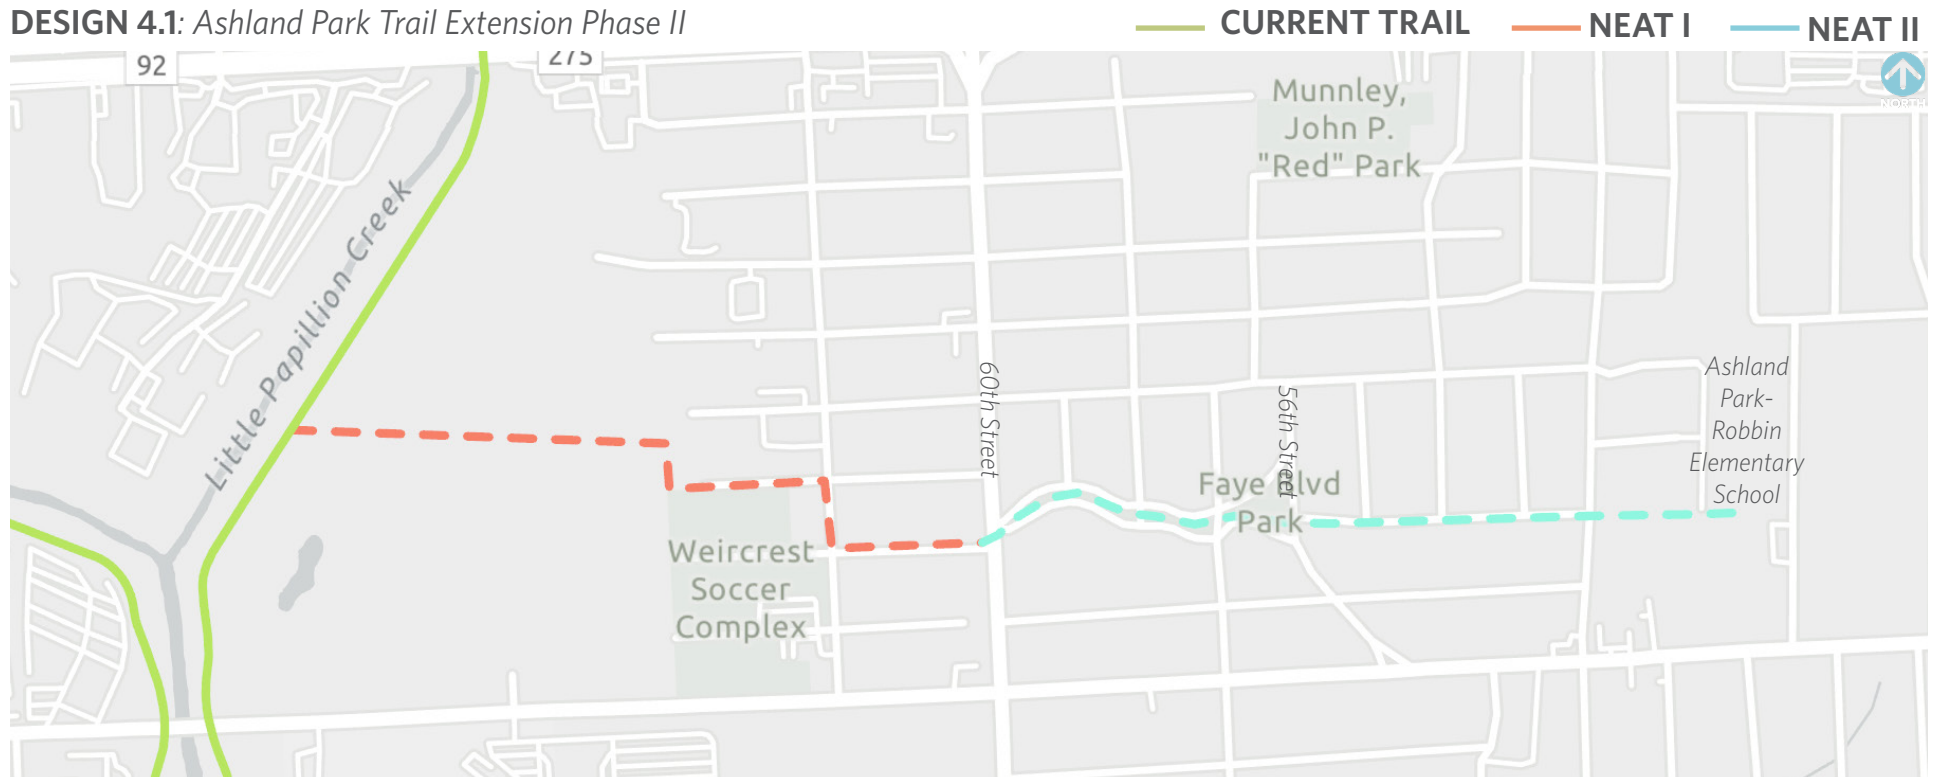 DESIGN 4.1: Ashland Park Trail Extension Phase II
CURRENT TRAIL
NEAT I
NEAT II
92
275
NORTH
Munnley,
John P.
"Red" Park
Little Papillion Creek
60th Street
56th Street
Ashland
Park-
Robbin
Elementary
School
Faye Blvd
Park
Weircrest
Soccer
Complex